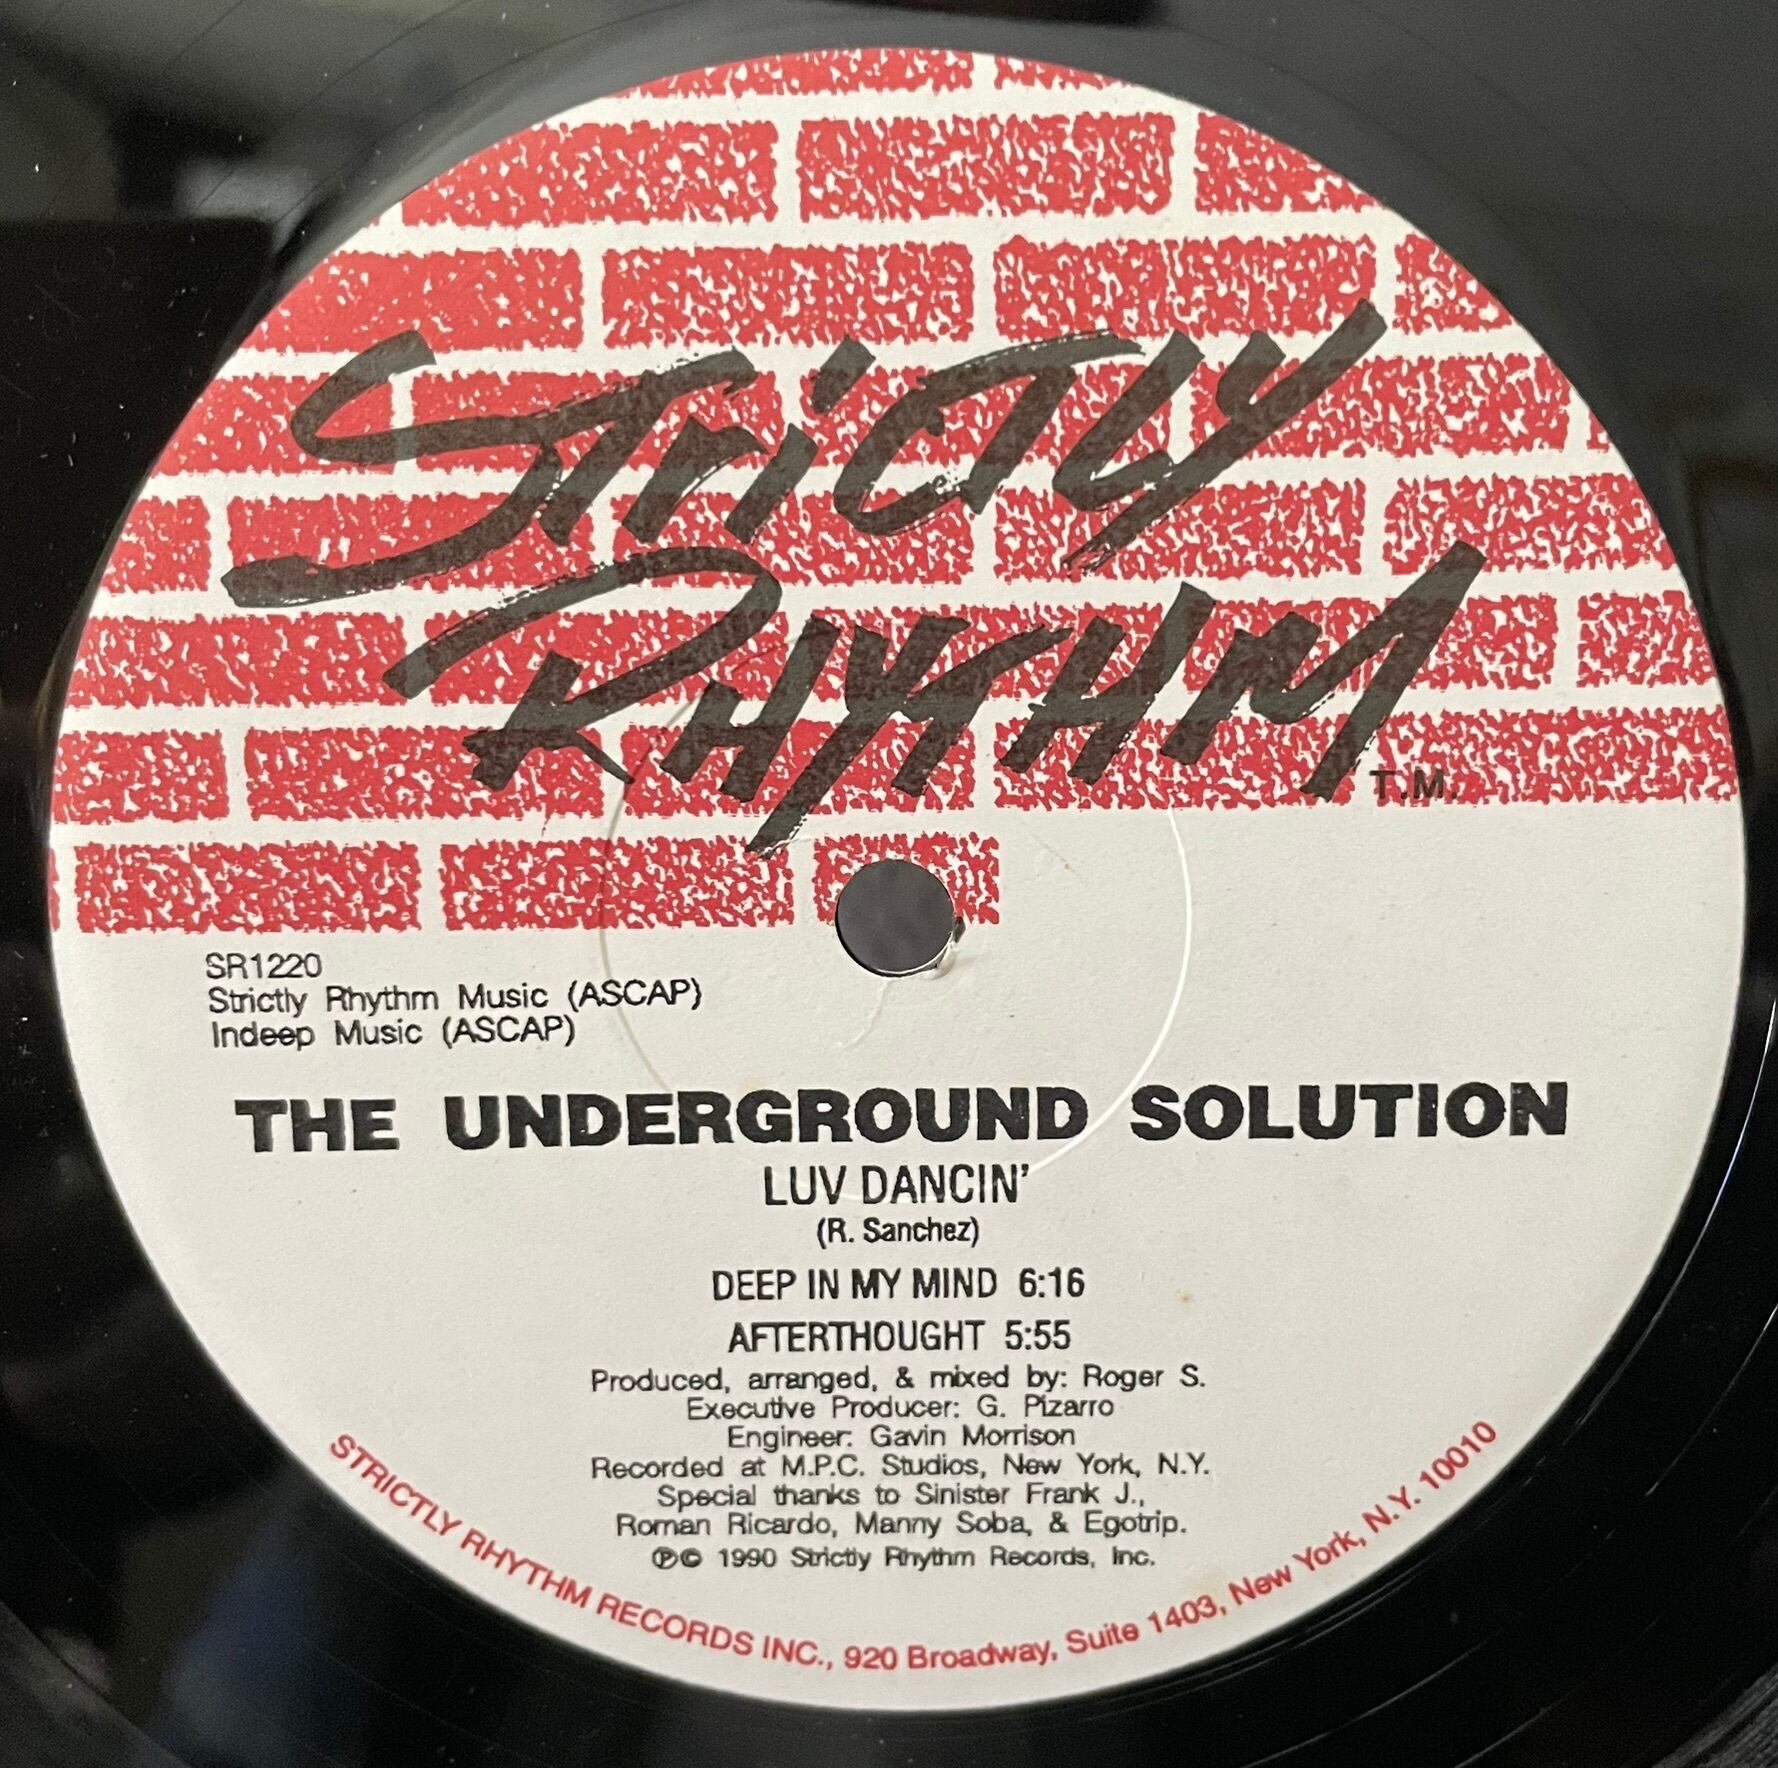 STRICTLY
RHYTHM
T.M.
SR1220
Strictly Rhythm Music (ASCAP)
Indeep Music (ASCAP)
THE UNDERGROUND SOLUTION
LUV DANCIN'
(R. Sanchez)
DEEP IN MY MIND 6:16
AFTERTHOUGHT 5:55
Produced, arranged, & mixed by: Roger S.
Executive Producer: G. Pizarro
Engineer: Gavin Morrison
Recorded at M.P.C. Studios, New York, N.Y.
Special thanks to Sinister Frank J.,
Roman Ricardo, Manny Soba, & Egotrip.
℗© 1990 Strictly Rhythm Records, Inc.
STRICTLY RHYTHM RECORDS INC., 920 Broadway, Suite 1403, New York, N.Y. 10010